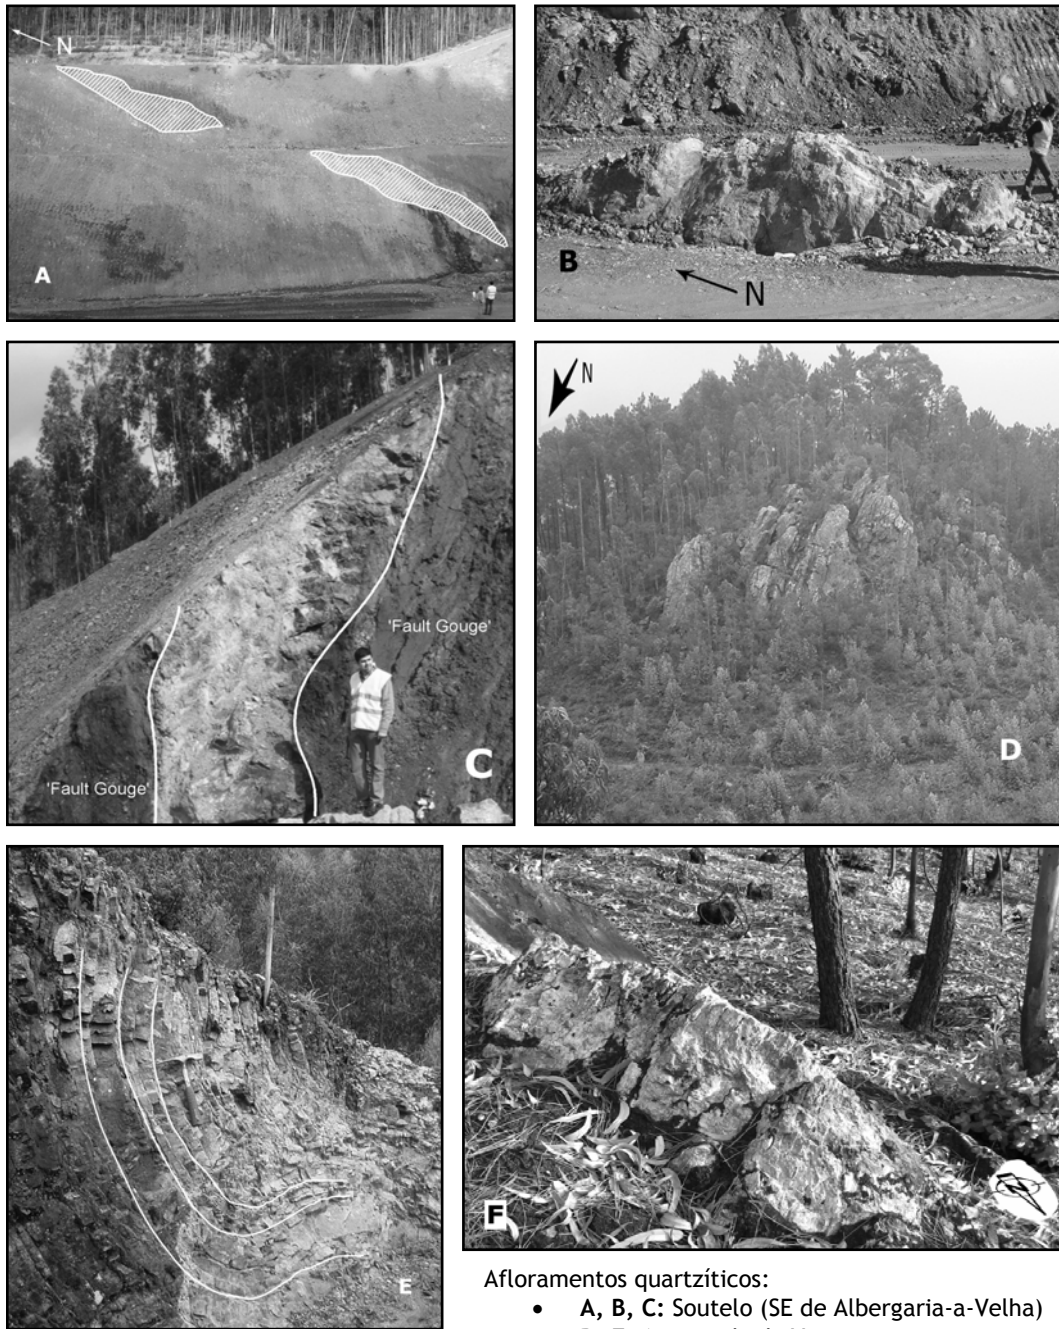 N
A
B
N
'Fault Gouge'
'Fault Gouge'
C
N
D
E
F
Afloramentos quartzíticos:
• A, B, C: Soutelo (SE de Albergaria-a-Velha)